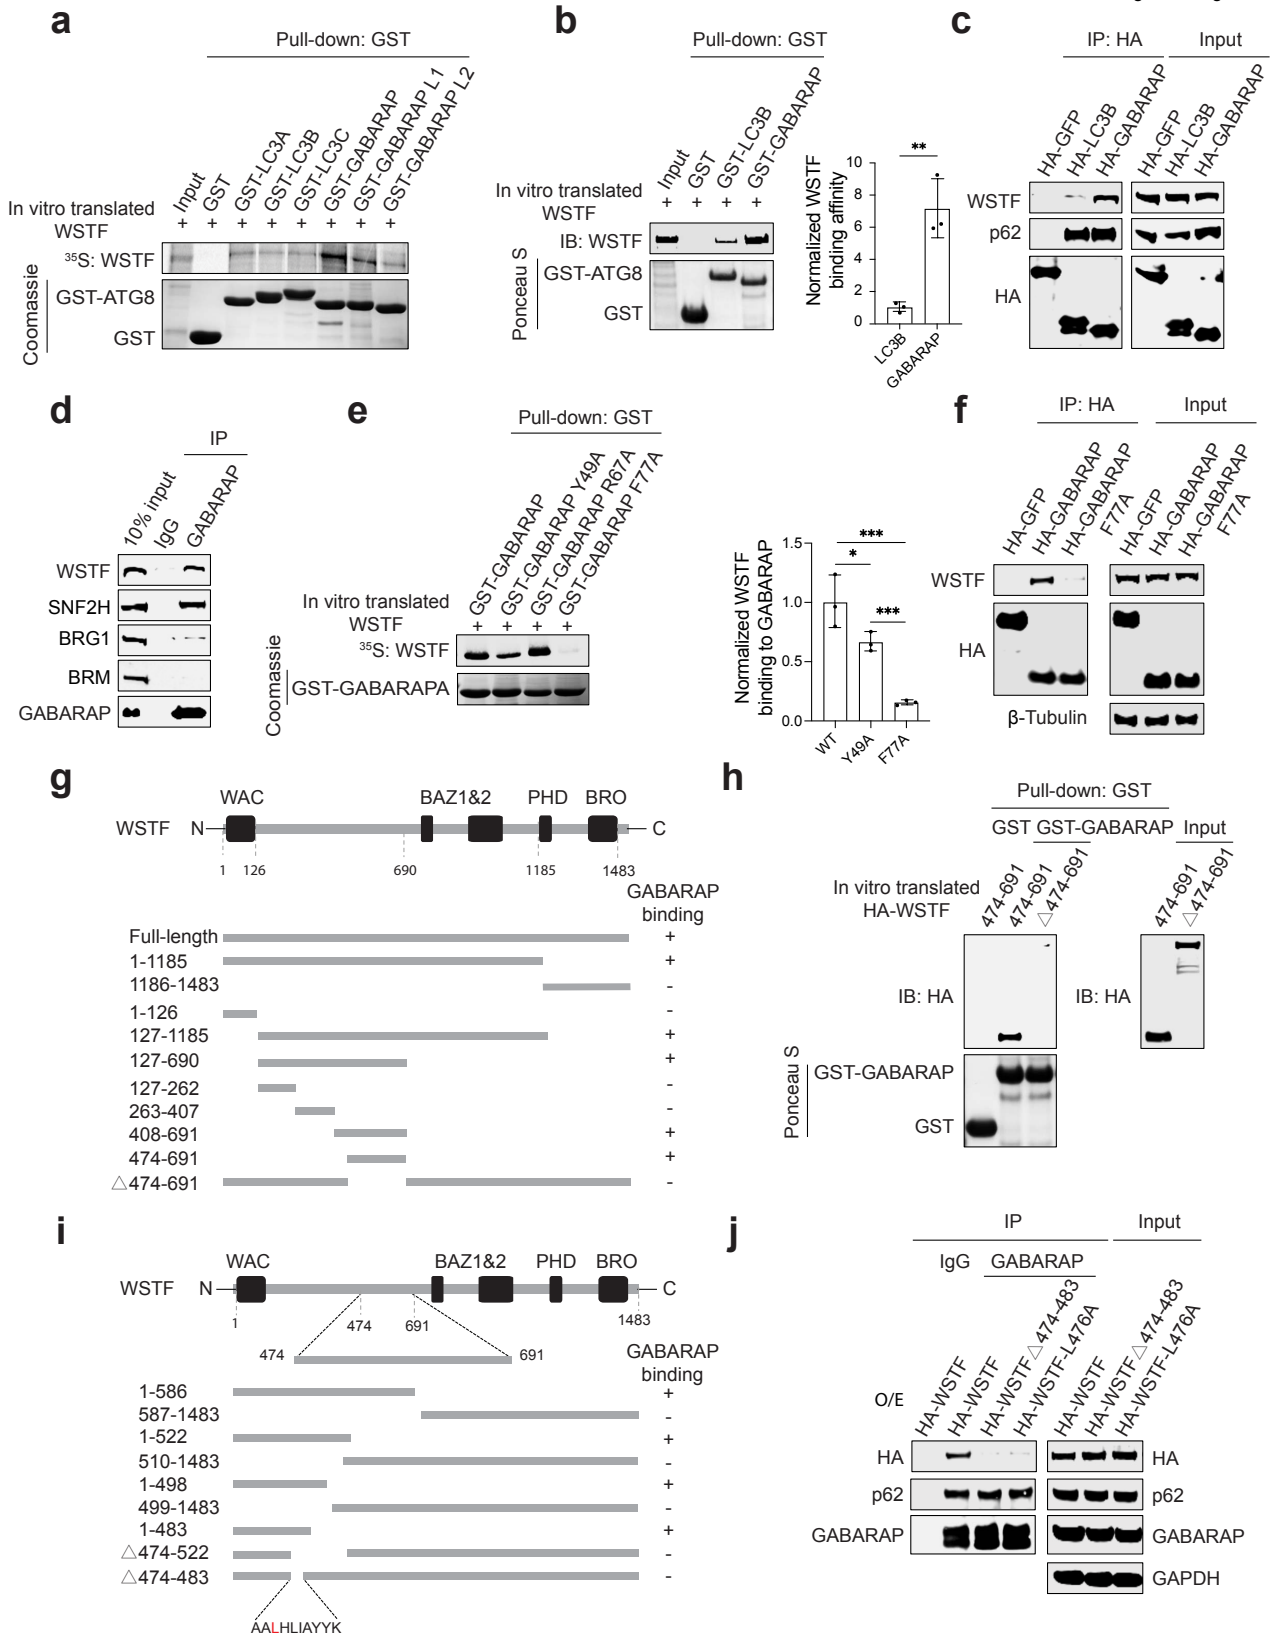 a
Pull-down: GST
Input
GST
GST-LC3A
GST-LC3B
GST-LC3C
GST-GABARAP
GST-GABARAP L1
GST-GABARAP L2
In vitro translated
WSTF
+ + + + + + + +
³⁵S: WSTF
Coomassie
GST-ATG8
GST
b
Pull-down: GST
Input
GST
GST-LC3B
GST-GABARAP
In vitro translated
WSTF
+ + + +
IB: WSTF
Ponceau S
GST-ATG8
GST
Normalized WSTF
binding affinity
10
8
6
4
2
0
**
LC3B
GABARAP
c
IP: HA
Input
HA-GFP
HA-LC3B
HA-GABARAP
HA-GFP
HA-LC3B
HA-GABARAP
WSTF
p62
HA
d
IP
10% input
IgG
GABARAP
WSTF
SNF2H
BRG1
BRM
GABARAP
e
Pull-down: GST
GST-GABARAP
GST-GABARAP Y49A
GST-GABARAP R67A
GST-GABARAP F77A
In vitro translated
WSTF
+ + + +
³⁵S: WSTF
Coomassie
GST-GABARAPA
Normalized WSTF
binding to GABARAP
1.5
1.0
0.5
0.0
***
*
***
WT
Y49A
F77A
f
IP: HA
Input
HA-GFP
HA-GABARAP
HA-GABARAP
F77A
HA-GFP
HA-GABARAP
HA-GABARAP
F77A
WSTF
HA
β-Tubulin
g
WAC
BAZ1&2
PHD
BRO
WSTF
N
C
1
126
690
1185
1483
GABARAP
binding
Full-length +
1-1185 +
1186-1483 -
1-126 -
127-1185 +
127-690 +
127-262 -
263-407 -
408-691 +
474-691 +
△474-691 -
h
Pull-down: GST
GST
GST-GABARAP
Input
In vitro translated
HA-WSTF
474-691
474-691
△474-691
474-691
△474-691
IB: HA
IB: HA
Ponceau S
GST-GABARAP
GST
i
WAC
BAZ1&2
PHD
BRO
WSTF
N
C
1
474
691
1483
474
691
GABARAP
binding
1-586 +
587-1483 -
1-522 +
510-1483 -
1-498 +
499-1483 -
1-483 +
△474-522 -
△474-483 -
AALHLIAYYK
j
IP
Input
IgG
GABARAP
O/E
HA-WSTF
HA-WSTF
HA-WSTF△474-483
HA-WSTF-L476A
HA-WSTF
HA-WSTF△474-483
HA-WSTF-L476A
HA
HA
p62
p62
GABARAP
GABARAP
GAPDH